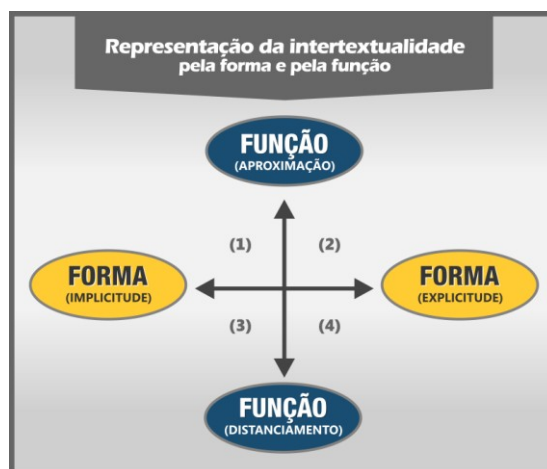 Representação da intertextualidade
pela forma e pela função
FUNÇÃO
(APROXIMAÇÃO)
(1) (2)
FORMA
(IMPLICITUDE)
FORMA
(EXPLICITUDE)
(3) (4)
FUNÇÃO
(DISTANCIAMENTO)